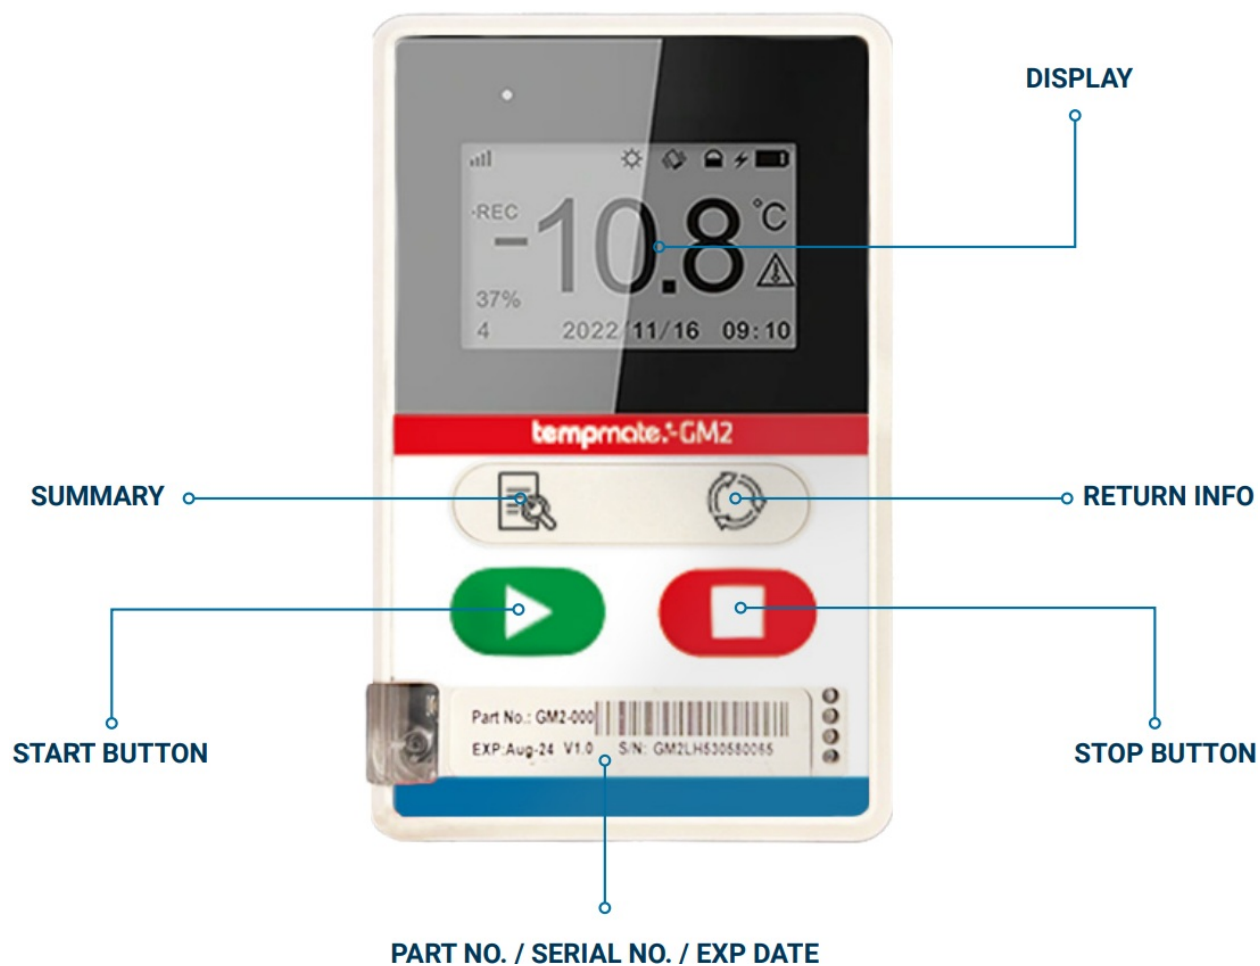 DISPLAY
-REC
-10.8 °C
37%
4 2022/11/16 09:10
tempmate.-GM2
SUMMARY
RETURN INFO
START BUTTON
STOP BUTTON
Part No.: GM2-000
EXP:Aug-24 V1.0 S/N: GM2LH530580065
PART NO. / SERIAL NO. / EXP DATE